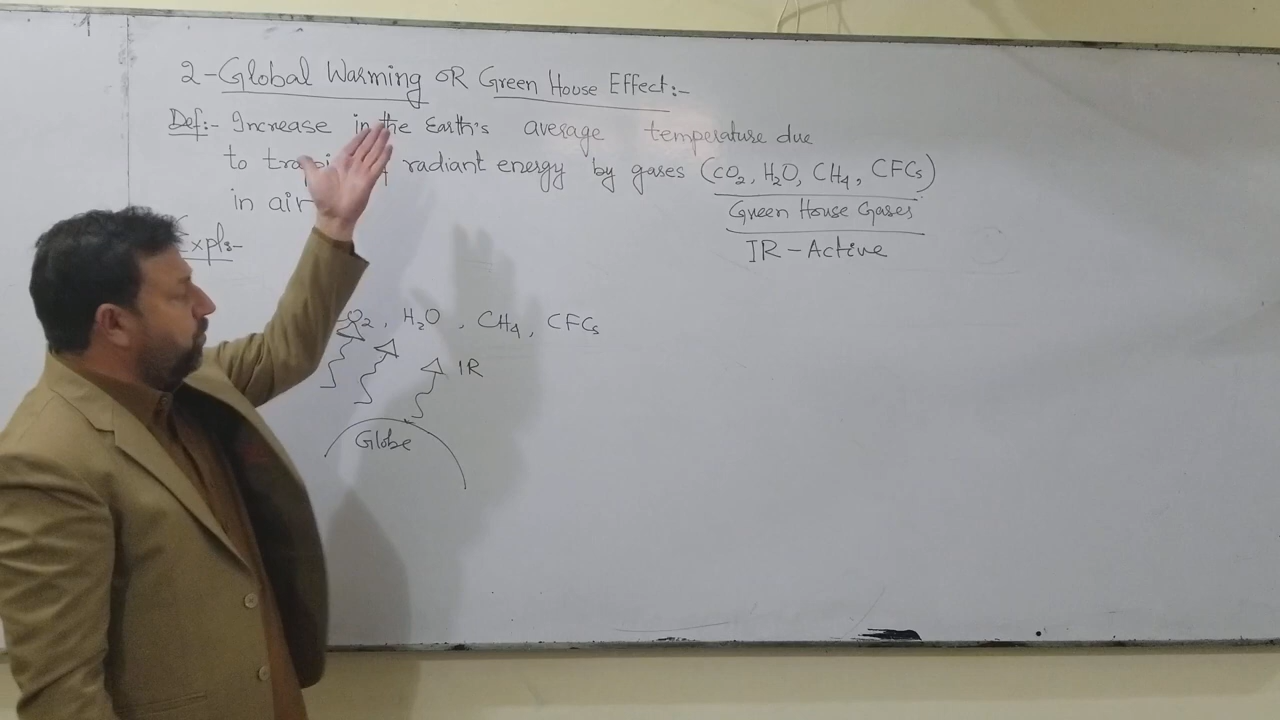 2-Global Warming OR Green House Effect:-
Def:- Increase in the Earth's average temperature due
to radiant energy by gases (CO₂, H₂O, CH₄, CFCs)
in air
Green House Gases
IR-Active
H₂O, CH₄, CFCs
IR
Globe